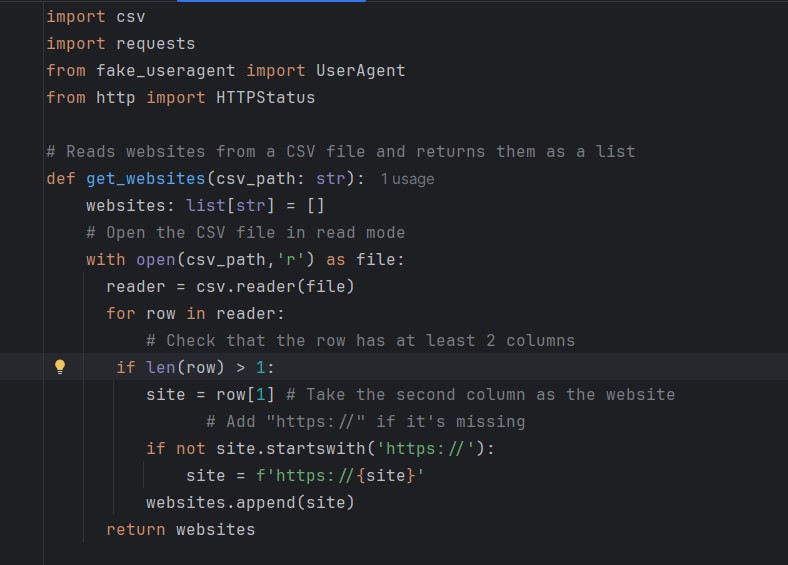 import csv
import requests
from fake_useragent import UserAgent
from http import HTTPStatus

# Reads websites from a CSV file and returns them as a list
def get_websites(csv_path: str):  1 usage
    websites: list[str] = []
    # Open the CSV file in read mode
    with open(csv_path,'r') as file:
      reader = csv.reader(file)
      for row in reader:
          # Check that the row has at least 2 columns
       if len(row) > 1:
          site = row[1] # Take the second column as the website
                # Add "https://" if it's missing
          if not site.startswith('https://'):
              site = f'https://{site}'
          websites.append(site)
      return websites